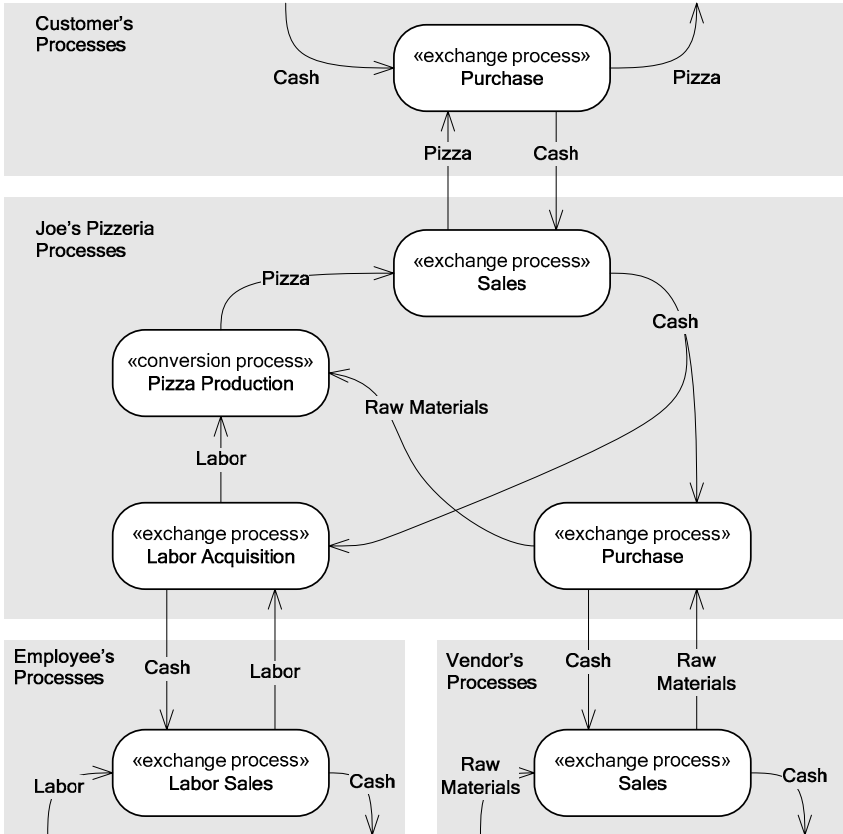 Customer's
Processes
«exchange process»
Purchase
Cash
Pizza
Pizza
Cash
Joe's Pizzeria
Processes
«exchange process»
Sales
Pizza
Cash
«conversion process»
Pizza Production
Raw Materials
Labor
«exchange process»
Labor Acquisition
«exchange process»
Purchase
Employee's
Processes
Cash
Labor
«exchange process»
Labor Sales
Labor
Cash
Vendor's
Processes
Cash
Raw
Materials
«exchange process»
Sales
Raw
Materials
Cash